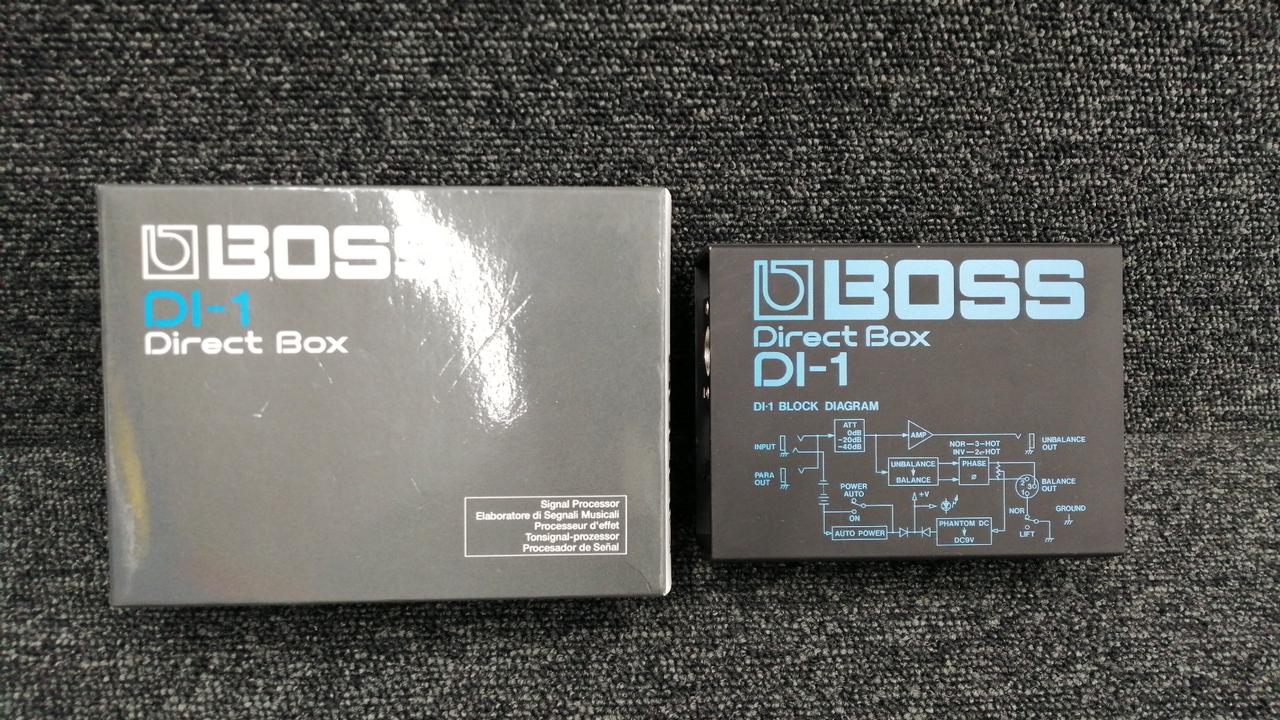 BOSS
DI-1
Direct Box
Signal Processor
Elaboratore di Segnali Musicali
Processeur d'effet
Tonsignal-prozessor
Procesador de Señal
BOSS
Direct Box
DI-1
DI-1 BLOCK DIAGRAM
INPUT
PARA OUT
ATT
0dB
-20dB
-40dB
AMP
UNBALANCE OUT
NOR—3-HOT
INV—2-HOT
UNBALANCE
BALANCE
PHASE
ø
2 3
1
BALANCE OUT
POWER
AUTO
ON
+V
AUTO POWER
PHANTOM DC
DC9V
NOR
LIFT
GROUND